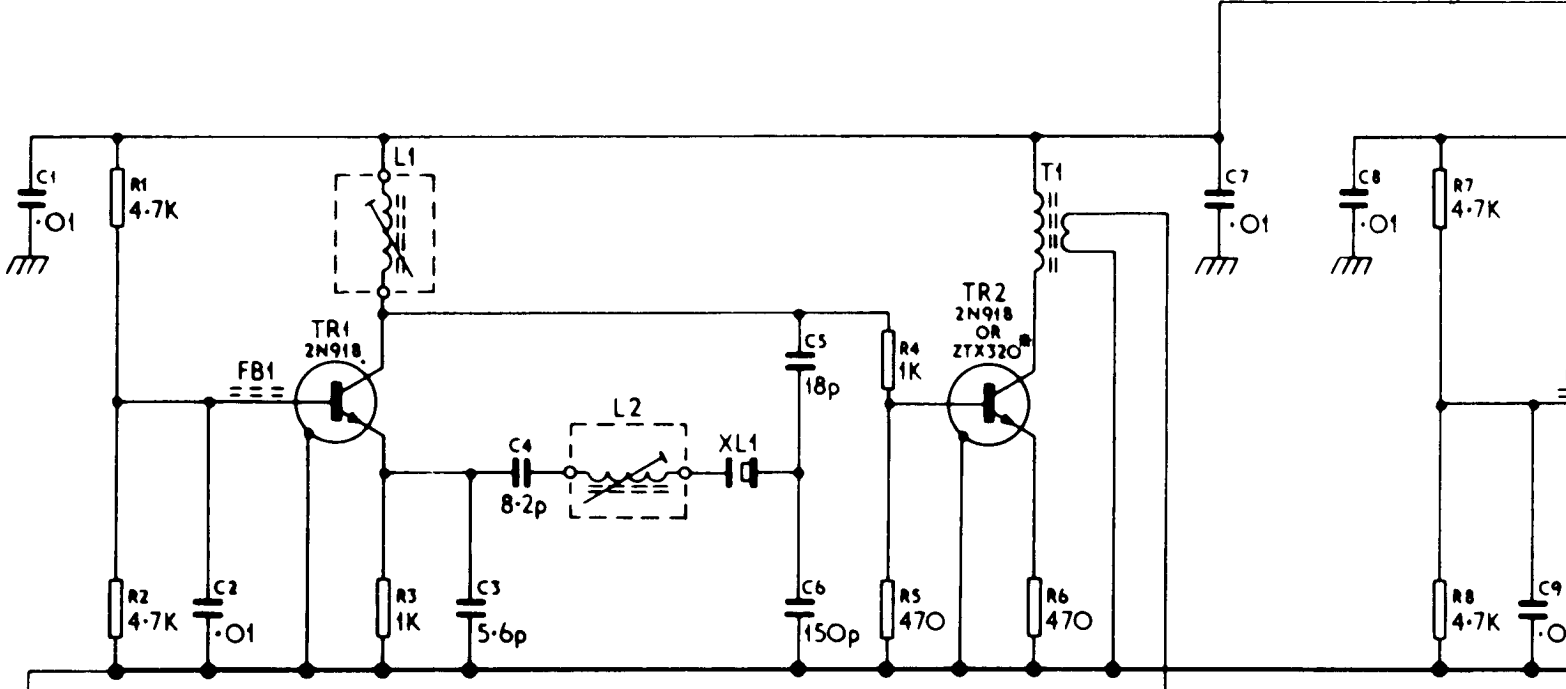 C1
.01
R1
4.7K
L1
T1
C7
.01
C8
.01
R7
4.7K
TR1
2N918
FB1
C5
18p
R4
1K
TR2
2N918
OR
ZTX320*
L2
C4
8.2p
XL1
R2
4.7K
C2
.01
R3
1K
C3
5.6p
C6
150p
R5
470
R6
470
R8
4.7K
C9
.0